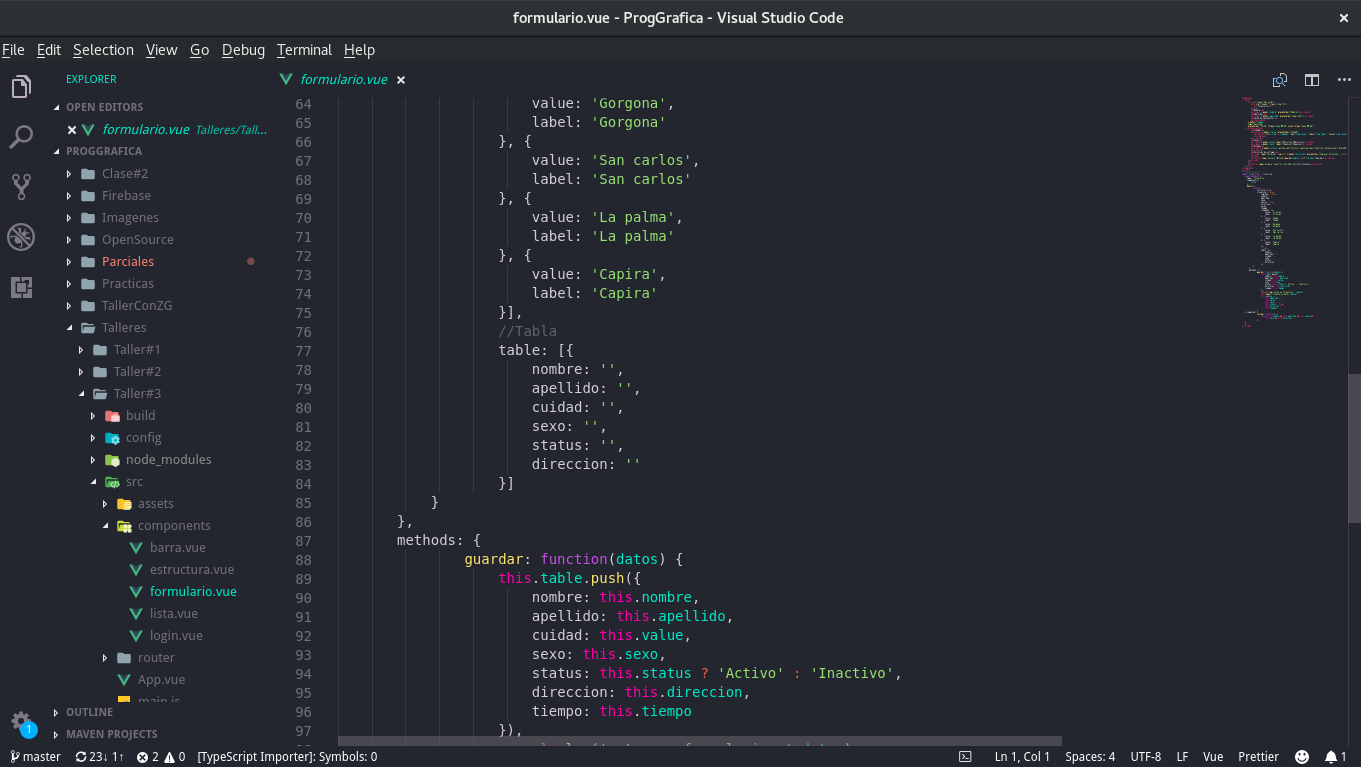 formulario.vue - ProgGrafica - Visual Studio Code
File Edit Selection View Go Debug Terminal Help
EXPLORER
OPEN EDITORS
formulario.vue Talleres/Tall...
PROGGRAFICA
Clase#2
Firebase
Imagenes
OpenSource
Parciales
Practicas
TallerConZG
Talleres
Taller#1
Taller#2
Taller#3
build
config
node_modules
src
assets
components
barra.vue
estructura.vue
formulario.vue
lista.vue
login.vue
router
App.vue
main.js
OUTLINE
MAVEN PROJECTS
1
formulario.vue
64 value: 'Gorgona',
65 label: 'Gorgona'
66 }, {
67 value: 'San carlos',
68 label: 'San carlos'
69 }, {
70 value: 'La palma',
71 label: 'La palma'
72 }, {
73 value: 'Capira',
74 label: 'Capira'
75 }],
76 //Tabla
77 table: [{
78 nombre: '',
79 apellido: '',
80 cuidad: '',
81 sexo: '',
82 status: '',
83 direccion: ''
84 }]
85 }
86 },
87 methods: {
88 guardar: function(datos) {
89 this.table.push({
90 nombre: this.nombre,
91 apellido: this.apellido,
92 cuidad: this.value,
93 sexo: this.sexo,
94 status: this.status ? 'Activo' : 'Inactivo',
95 direccion: this.direccion,
96 tiempo: this.tiempo
97 }),
master 23↓ 1↑ 2 0 [TypeScript Importer]: Symbols: 0 Ln 1, Col 1 Spaces: 4 UTF-8 LF Vue Prettier 1